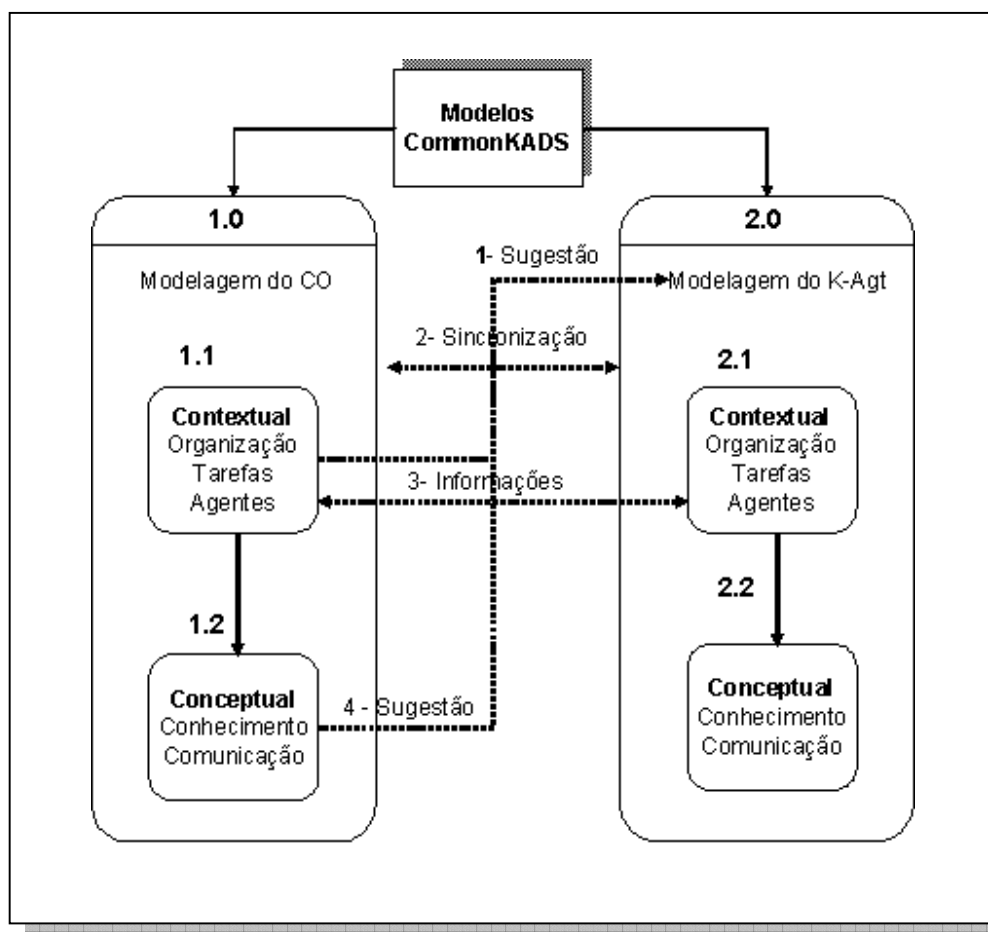 Modelos
CommonKADS
1.0
2.0
1- Sugestão
Modelagem do CO
Modelagem do K-Agt
2- Sincronização
1.1
2.1
Contextual
Organização
Tarefas
Agentes
3- Informações
Contextual
Organização
Tarefas
Agentes
1.2
2.2
Conceptual
Conhecimento
Comunicação
4 - Sugestão
Conceptual
Conhecimento
Comunicação